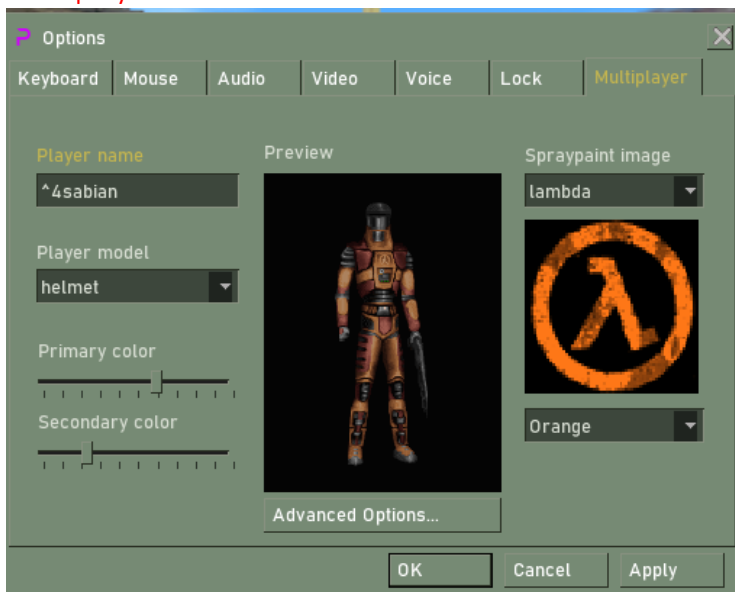 Options
Keyboard Mouse Audio Video Voice Lock Multiplayer
Player name
^4sabian
Player model
helmet
Primary color
Secondary color
Preview
Advanced Options...
Spraypaint image
lambda
Orange
OK Cancel Apply